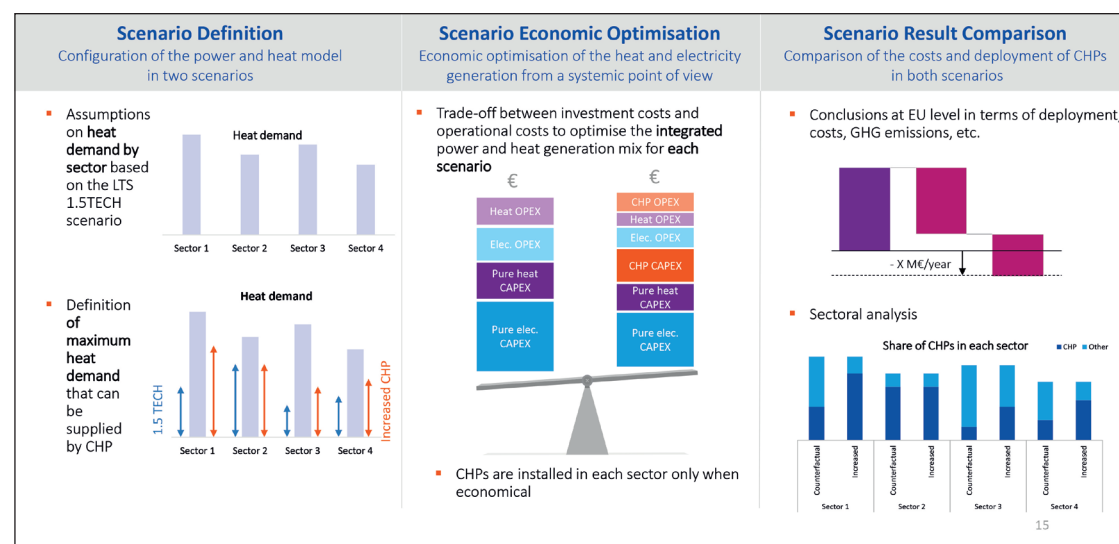 Scenario Definition
Configuration of the power and heat model
in two scenarios
Assumptions
on heat
demand by
sector based
on the LTS
1.5TECH
scenario
Heat demand
Sector 1
Sector 2
Sector 3
Sector 4
Definition
of
maximum
heat
demand
that can
be
supplied
by CHP
Heat demand
1.5 TECH
Increased CHP
Sector 1
Sector 2
Sector 3
Sector 4
Scenario Economic Optimisation
Economic optimisation of the heat and electricity
generation from a systemic point of view
Trade-off between investment costs and
operational costs to optimise the integrated
power and heat generation mix for each
scenario
€
Heat OPEX
Elec. OPEX
Pure heat
CAPEX
Pure elec.
CAPEX
€
CHP OPEX
Heat OPEX
Elec. OPEX
CHP CAPEX
Pure heat
CAPEX
Pure elec.
CAPEX
CHPs are installed in each sector only when
economical
Scenario Result Comparison
Comparison of the costs and deployment of CHPs
in both scenarios
Conclusions at EU level in terms of deployment,
costs, GHG emissions, etc.
- X M€/year
Sectoral analysis
Share of CHPs in each sector
CHP
Other
Counterfactual
Increased
Counterfactual
Increased
Counterfactual
Increased
Counterfactual
Increased
Sector 1
Sector 2
Sector 3
Sector 4
15